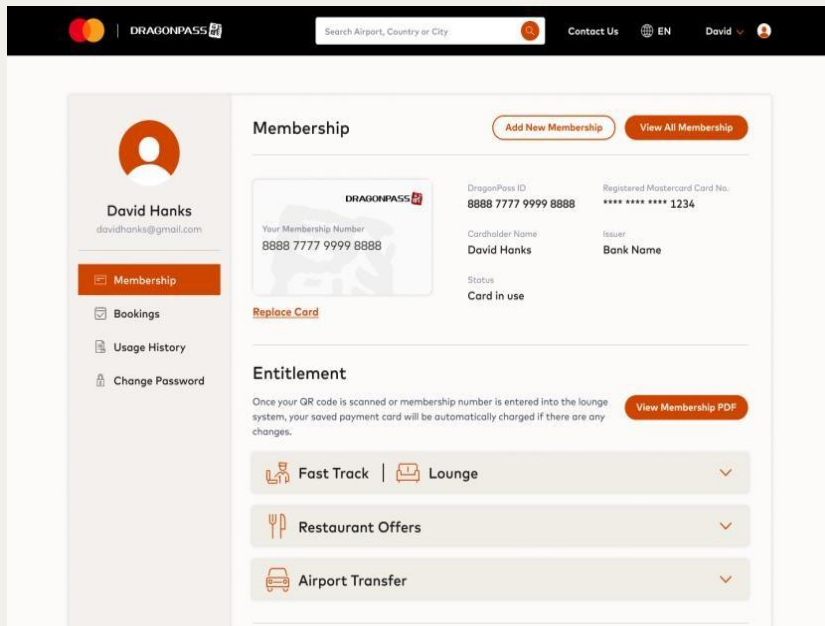 DRAGONPASS
Search Airport, Country or City
Contact Us
EN
David
David Hanks
davidhanks@gmail.com
Membership
Bookings
Usage History
Change Password
Membership
Add New Membership
View All Membership
DRAGONPASS
Your Membership Number
8888 7777 9999 8888
Replace Card
DragonPass ID
8888 7777 9999 8888
Registered Mastercard Card No.
**** **** **** 1234
Cardholder Name
David Hanks
Issuer
Bank Name
Status
Card in use
Entitlement
Once your QR code is scanned or membership number is entered into the lounge
system, your saved payment card will be automatically charged if there are any
changes.
View Membership PDF
Fast Track | Lounge
Restaurant Offers
Airport Transfer